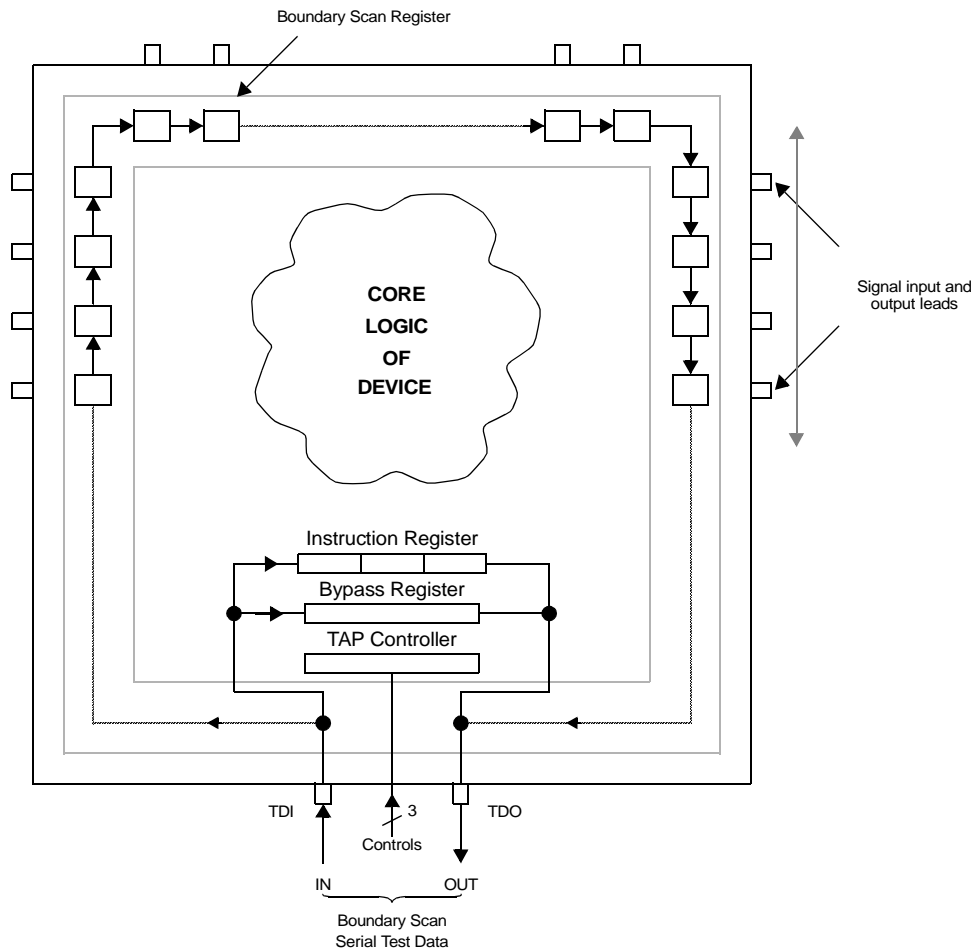 Boundary Scan Register
CORE
LOGIC
OF
DEVICE
Signal input and
output leads
Instruction Register
Bypass Register
TAP Controller
TDI
3
TDO
Controls
IN
OUT
Boundary Scan
Serial Test Data